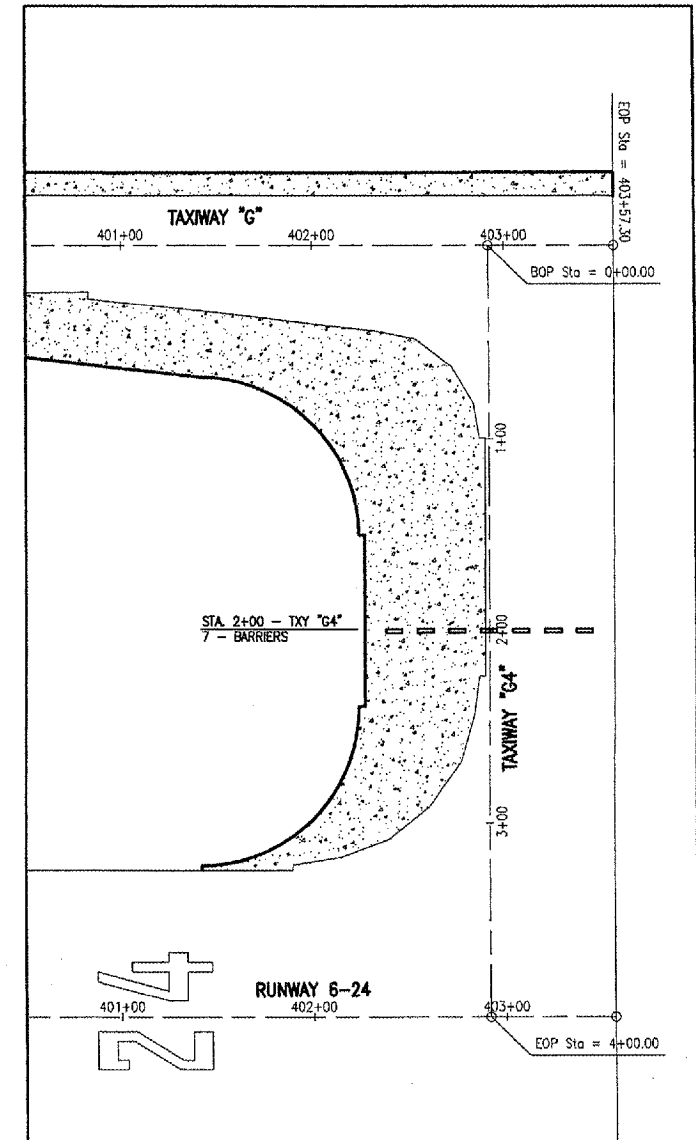 EOP Sta = 403+57.30
TAXIWAY "G"
401+00
402+00
403+00
BOP Sta = 0+00.00
1+00
STA. 2+00 – TXY "G4"
7 – BARRIERS
2+00
TAXIWAY "G4"
3+00
24
RUNWAY 6–24
401+00
402+00
403+00
EOP Sta = 4+00.00